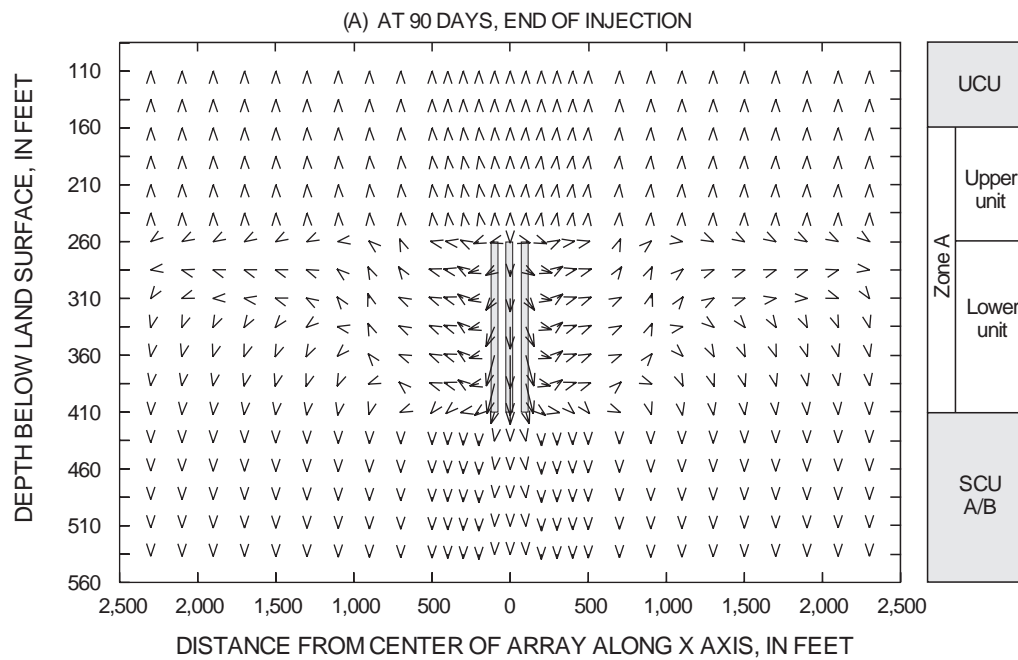 (A) AT 90 DAYS, END OF INJECTION
DEPTH BELOW LAND SURFACE, IN FEET
110
160
210
260
310
360
410
460
510
560
2,500 2,000 1,500 1,000 500 0 500 1,000 1,500 2,000 2,500
DISTANCE FROM CENTER OF ARRAY ALONG X AXIS, IN FEET
UCU
Zone A
Upper
unit
Lower
unit
SCU
A/B